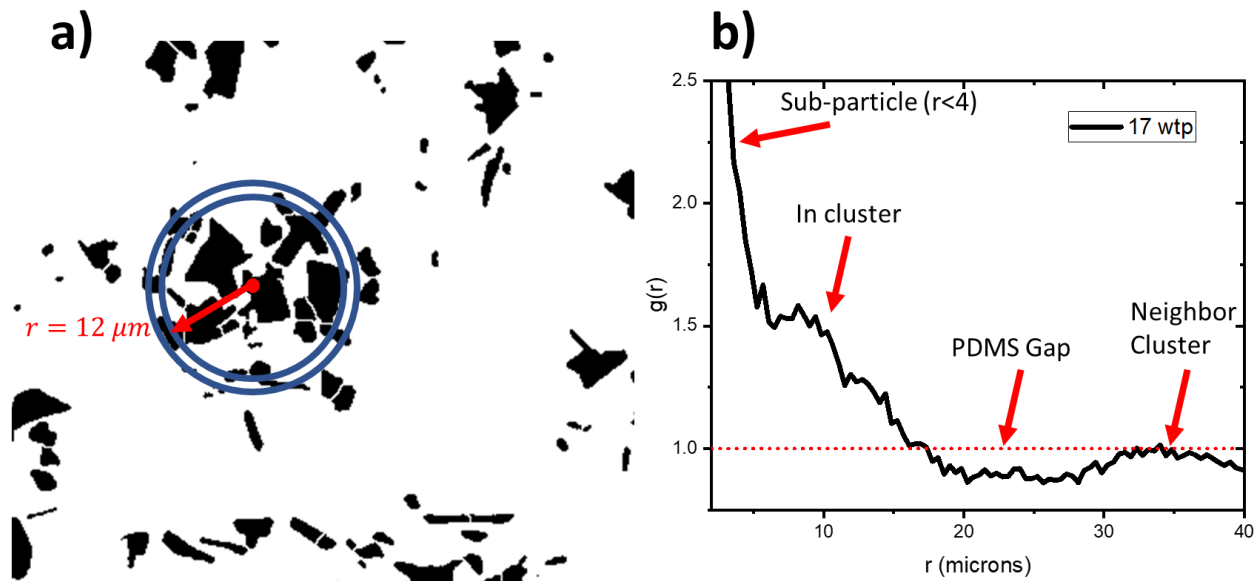 a)
r = 12 μm
b)
2.5
2.0
1.5
1.0
g(r)
Sub-particle (r<4)
17 wtp
In cluster
PDMS Gap
Neighbor
Cluster
10
20
30
40
r (microns)